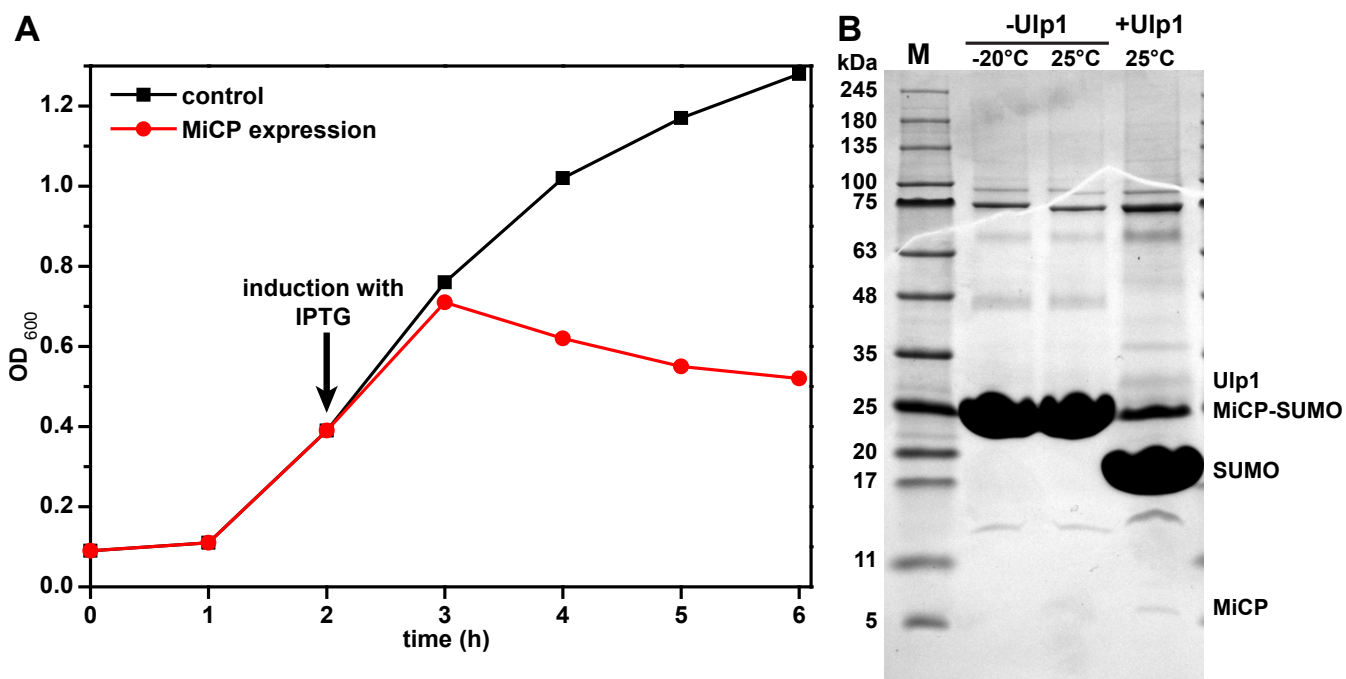 A
control
MiCP expression
induction with
IPTG
OD600
1.2
1.0
0.8
0.6
0.4
0.2
0.0
0 1 2 3 4 5 6
time (h)
B
-Ulp1 +Ulp1
kDa M -20°C 25°C 25°C
245
180
135
100
75
63
48
35
25
20
17
11
5
Ulp1
MiCP-SUMO
SUMO
MiCP